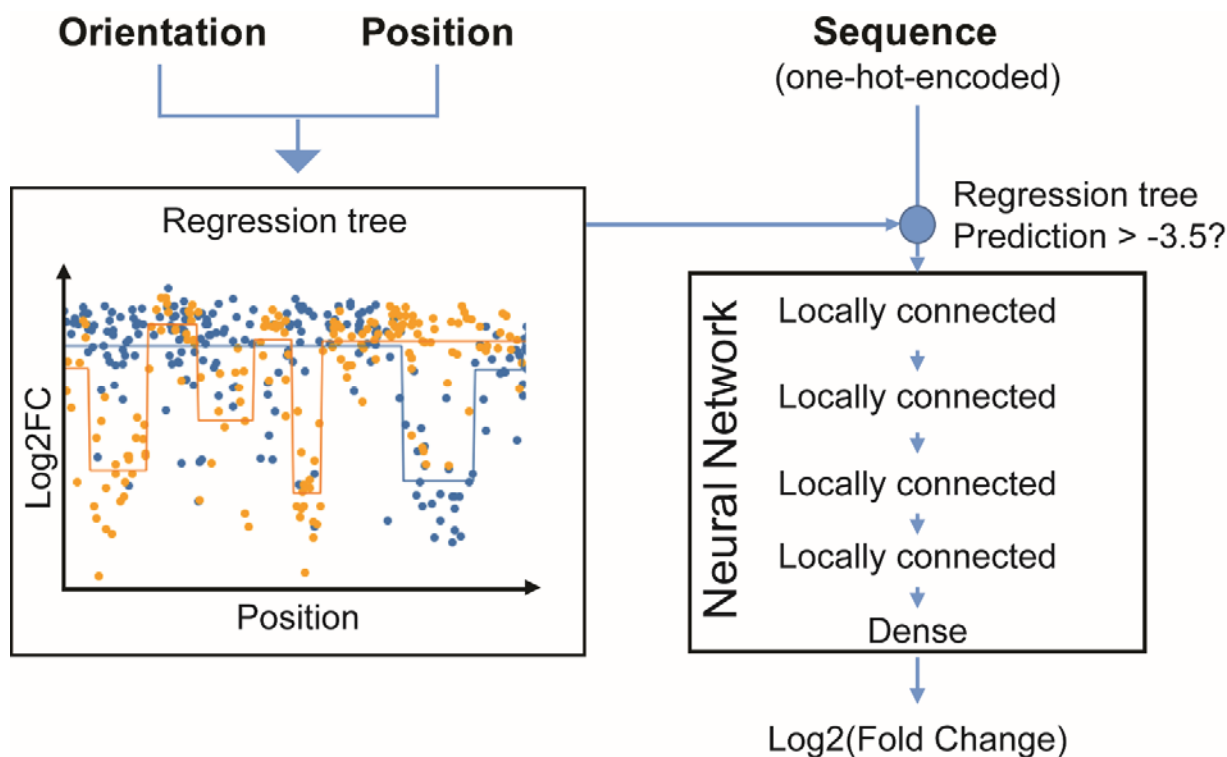 Orientation
Position
Sequence
(one-hot-encoded)
Regression tree
Log2FC
Position
Regression tree
Prediction > -3.5?
Neural Network
Locally connected
Locally connected
Locally connected
Locally connected
Dense
Log2(Fold Change)